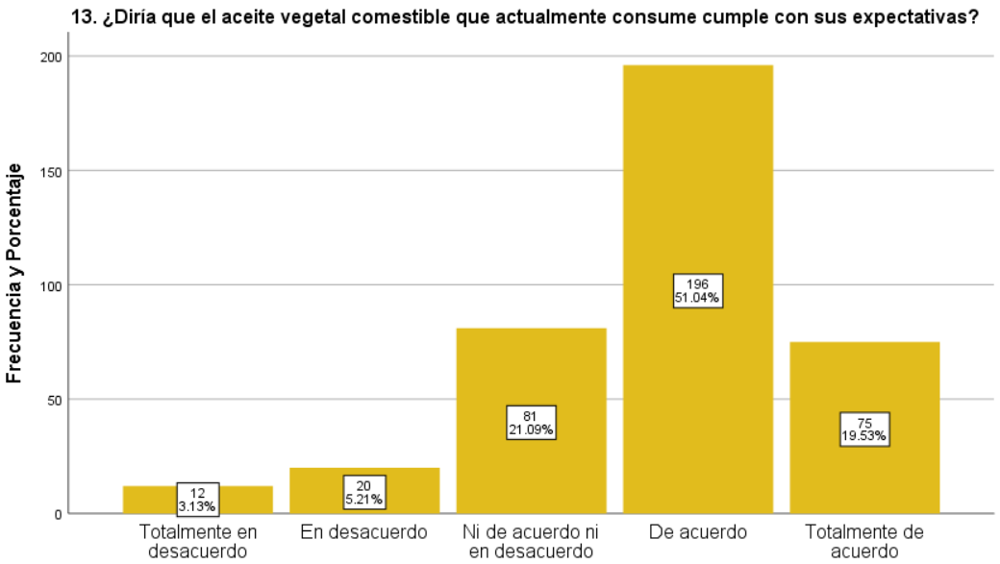 13. ¿Diría que el aceite vegetal comestible que actualmente consume cumple con sus expectativas?
Frecuencia y Porcentaje
200
150
100
50
0
12
3.13%
20
5.21%
81
21.09%
196
51.04%
75
19.53%
Totalmente en
desacuerdo
En desacuerdo
Ni de acuerdo ni
en desacuerdo
De acuerdo
Totalmente de
acuerdo